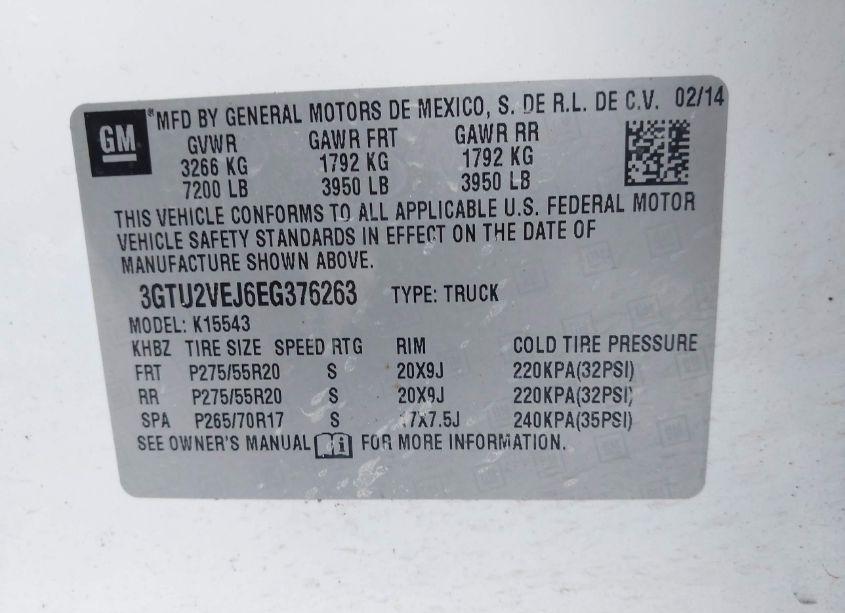 GM
*MFD BY GENERAL MOTORS DE MEXICO, S. DE R.L. DE C.V. 02/14
GVWR GAWR FRT GAWR RR
3266 KG 1792 KG 1792 KG
7200 LB 3950 LB 3950 LB
THIS VEHICLE CONFORMS TO ALL APPLICABLE U.S. FEDERAL MOTOR
VEHICLE SAFETY STANDARDS IN EFFECT ON THE DATE OF
MANUFACTURE SHOWN ABOVE.
3GTU2VEJ6EG376263 TYPE: TRUCK
MODEL: K15543
KHBZ TIRE SIZE SPEED RTG RIM COLD TIRE PRESSURE
FRT P275/55R20 S 20X9J 220KPA(32PSI)
RR P275/55R20 S 20X9J 220KPA(32PSI)
SPA P265/70R17 S 17X7.5J 240KPA(35PSI)
SEE OWNER'S MANUAL i FOR MORE INFORMATION.